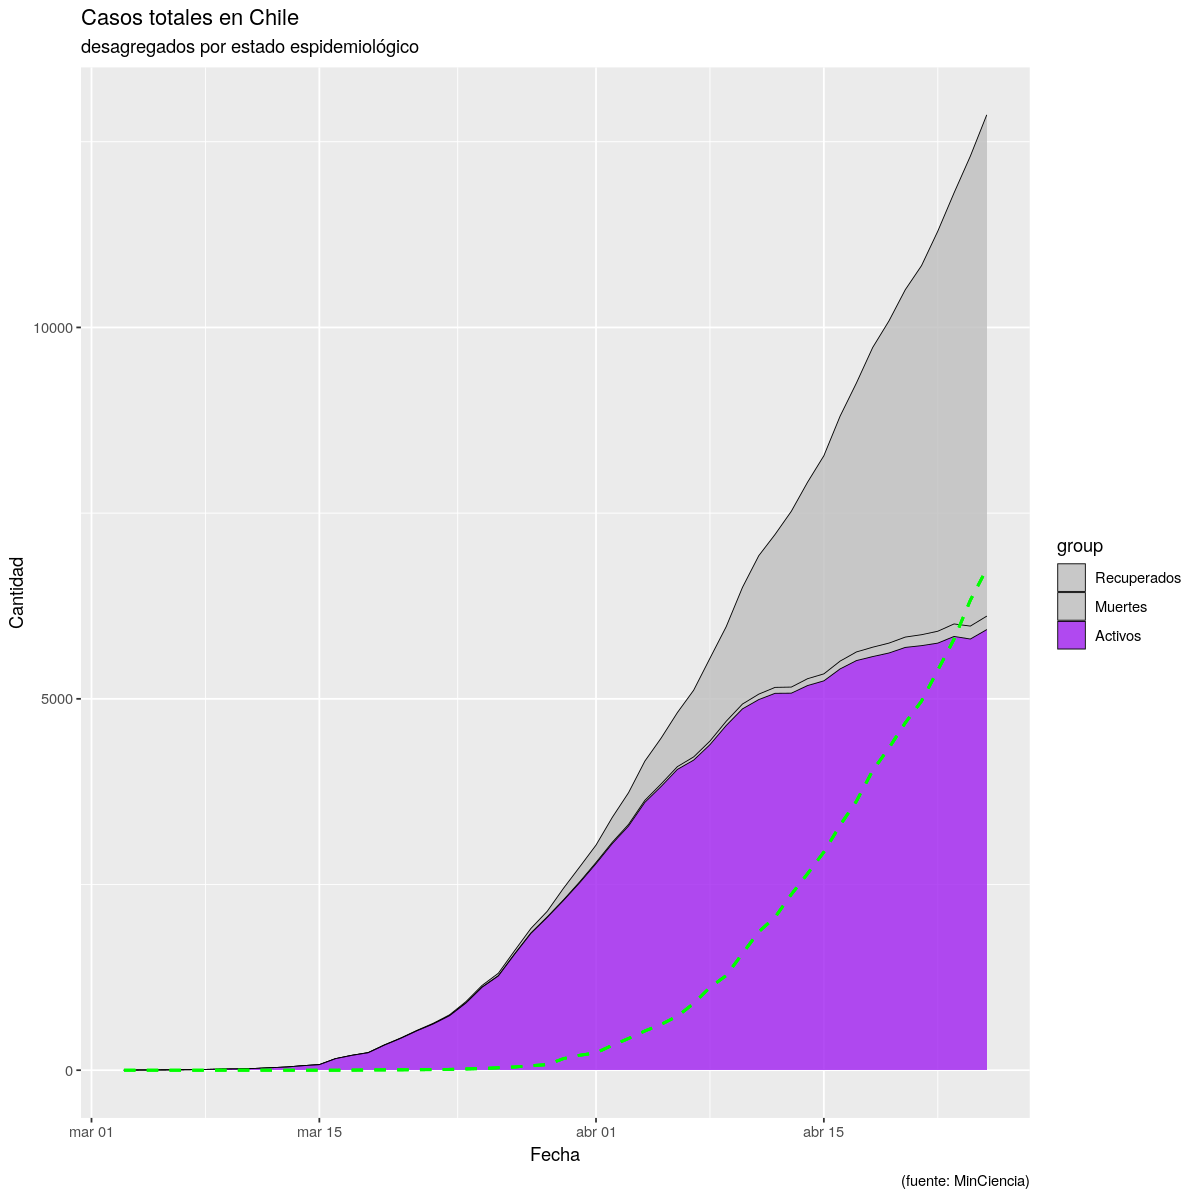 Casos totales en Chile
desagregados por estado espidemiológico
Cantidad
10000
5000
0
mar 01
mar 15
abr 01
abr 15
Fecha
group
Recuperados
Muertes
Activos
(fuente: MinCiencia)